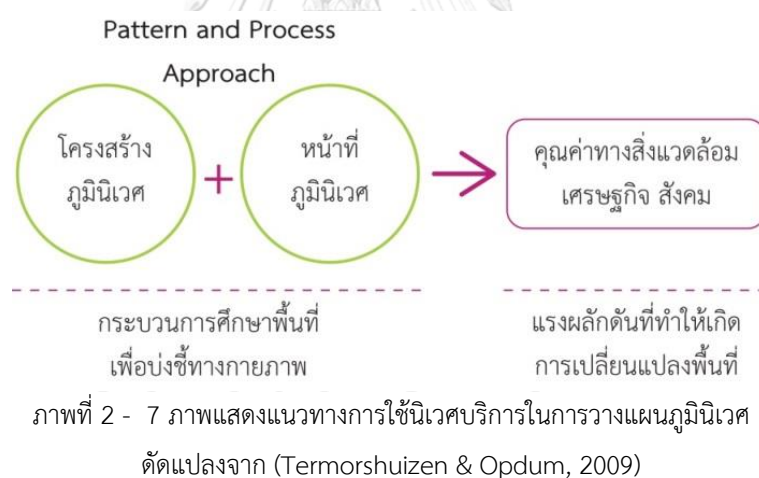 Pattern and Process
Approach
โครงสร้าง
ภูมินิเวศ
+
หน้าที่
ภูมินิเวศ
คุณค่าทางสิ่งแวดล้อม
เศรษฐกิจ สังคม
กระบวนการศึกษาพื้นที่
เพื่อบ่งชี้ทางกายภาพ
แรงผลักดันที่ทำให้เกิด
การเปลี่ยนแปลงพื้นที่
ภาพที่ 2 - 7 ภาพแสดงแนวทางการใช้นิเวศบริการในการวางแผนภูมินิเวศ
ดัดแปลงจาก (Termorshuizen & Opdum, 2009)